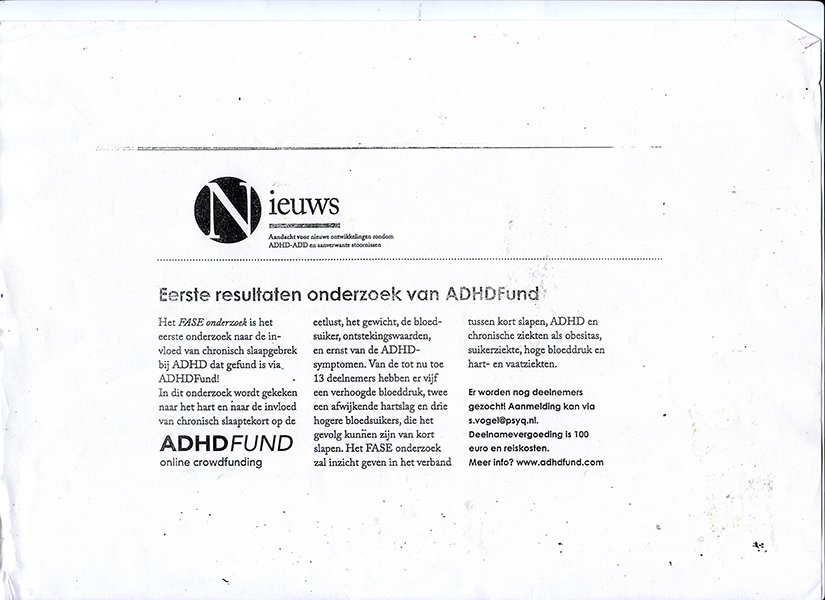 Nieuws
Aandacht voor nieuwe ontwikkelingen rondom
ADHD-ADD en aanverwante stoornissen
Eerste resultaten onderzoek van ADHDFund
Het FASE onderzoek is het
eerste onderzoek naar de in-
vloed van chronisch slaapgebrek
bij ADHD dat gefund is via
ADHDFund!
In dit onderzoek wordt gekeken
naar het hart en naar de invloed
van chronisch slaaptekort op de
ADHDFUND
online crowdfunding
eetlust, het gewicht, de bloed-
suiker, ontstekingswaarden,
en ernst van de ADHD-
symptomen. Van de tot nu toe
13 deelnemers hebben er vijf
een verhoogde bloeddruk, twee
een afwijkende hartslag en drie
hogere bloedsuikers, die het
gevolg kunnen zijn van kort
slapen. Het FASE onderzoek
zal inzicht geven in het verband
tussen kort slapen, ADHD en
chronische ziekten als obesitas,
suikerziekte, hoge bloeddruk en
hart- en vaatziekten.
Er worden nog deelnemers
gezocht! Aanmelding kan via
s.vogel@psyq.nl.
Deelnamevergoeding is 100
euro en reiskosten.
Meer info? www.adhdfund.com